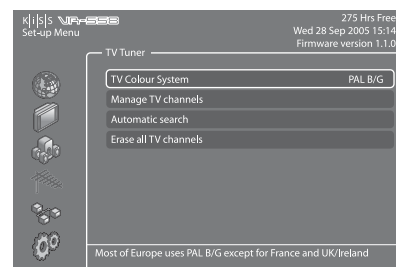 K|i|S|S VR-558
275 Hrs Free
Set-up Menu
Wed 28 Sep 2005 15:14
Firmware version 1.1.0
TV Tuner
TV Colour System PAL B/G
Manage TV channels
Automatic search
Erase all TV channels
Most of Europe uses PAL B/G except for France and UK/Ireland